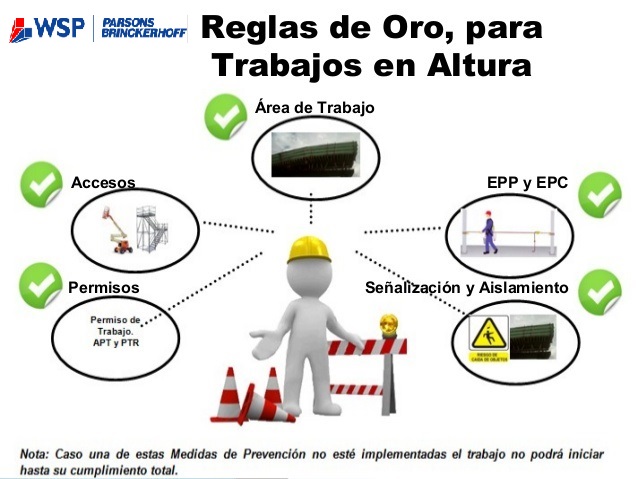 WSP
PARSONS
BRINCKERHOFF
Reglas de Oro, para
Trabajos en Altura
Área de Trabajo
Accesos
EPP y EPC
Permisos
Señalización y Aislamiento
Permiso de
Trabajo.
APT y PTR
RIESGO DE
CAIDA DE OBJETOS
Nota: Caso una de estas Medidas de Prevención no esté implementadas el trabajo no podrá iniciar
hasta su cumplimiento total.